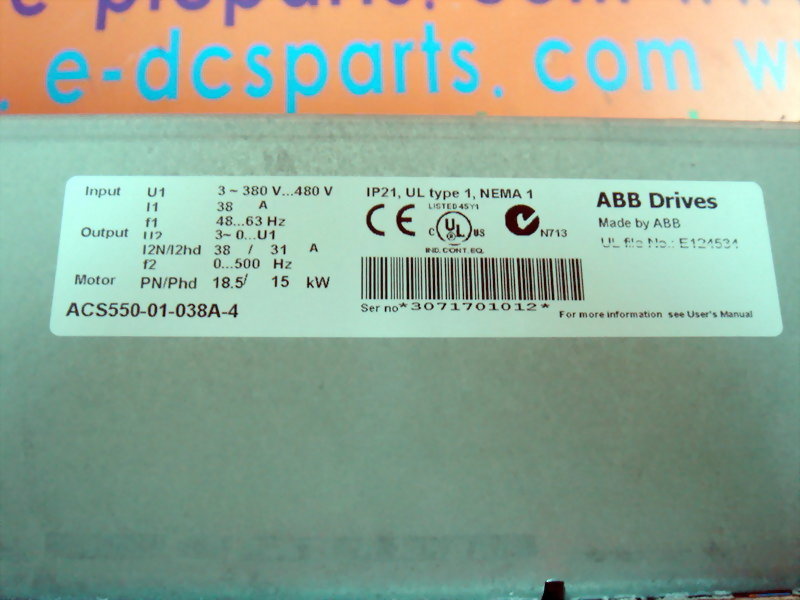 e-dcsparts. com
Input U1 3 ~ 380 V...480 V
I1 38 A
f1 48...63 Hz
Output U2 3~ 0...U1
I2N/I2hd 38 / 31 A
f2 0...500 Hz
Motor PN/Phd 18.5/ 15 kW
ACS550-01-038A-4
IP21, UL type 1, NEMA 1
CE
LISTED 45Y1
C UL US
IND. CONT. EQ.
N713
Ser no *3071701012*
ABB Drives
Made by ABB
UL file No.: E124534
For more information see User's Manual